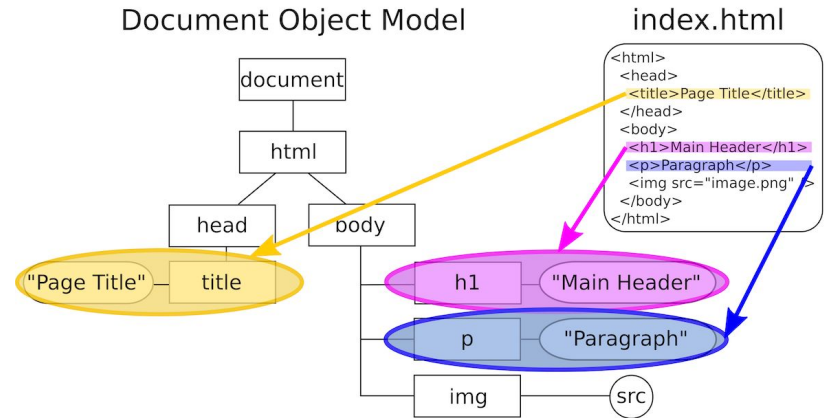 Document Object Model
index.html
document
html
head
body
"Page Title"
title
h1
"Main Header"
p
"Paragraph"
img
src
<html>
<head>
<title>Page Title</title>
</head>
<body>
<h1>Main Header</h1>
<p>Paragraph</p>
<img src="image.png" />
</body>
</html>